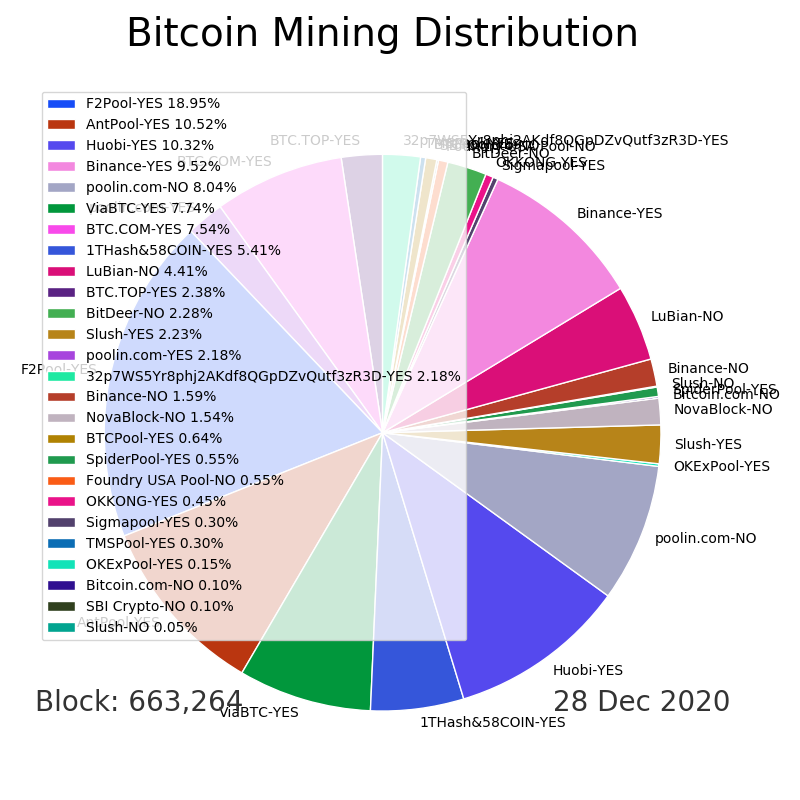 Bitcoin Mining Distribution
F2Pool-YES 18.95%
AntPool-YES 10.52%
Huobi-YES 10.32%
Binance-YES 9.52%
poolin.com-NO 8.04%
ViaBTC-YES 7.74%
BTC.COM-YES 7.54%
1THash&58COIN-YES 5.41%
LuBian-NO 4.41%
BTC.TOP-YES 2.38%
BitDeer-NO 2.28%
Slush-YES 2.23%
poolin.com-YES 2.18%
32p7WS5Yr8phj2AKdf8QGpDZvQutf3zR3D-YES 2.18%
Binance-NO 1.59%
NovaBlock-NO 1.54%
BTCPool-YES 0.64%
SpiderPool-YES 0.55%
Foundry USA Pool-NO 0.55%
OKKONG-YES 0.45%
Sigmapool-YES 0.30%
TMSPool-YES 0.30%
OKExPool-YES 0.15%
Bitcoin.com-NO 0.10%
SBI Crypto-NO 0.10%
Slush-NO 0.05%
BTC.TOP-YES
BTC.COM-YES
F2Pool-YES
AntPool-YES
ViaBTC-YES
1THash&58COIN-YES
Huobi-YES
poolin.com-NO
OKExPool-YES
Slush-YES
NovaBlock-NO
Bitcoin.com-NO
SpiderPool-YES
Slush-NO
Binance-NO
LuBian-NO
Binance-YES
Sigmapool-YES
OKKONG-YES
BitDeer-NO
32p7WS5Yr8phj2AKdf8QGpDZvQutf3zR3D-YES
Block: 663,264
28 Dec 2020